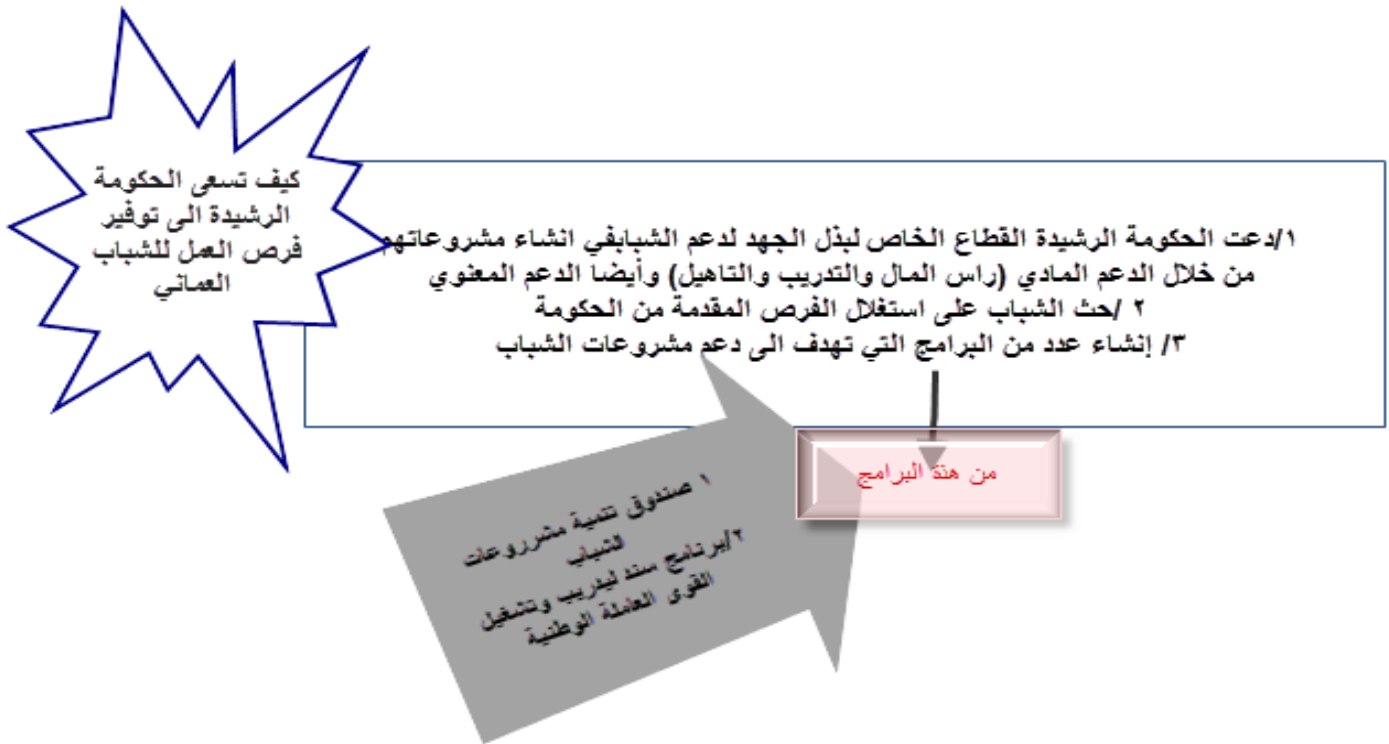 كيف تسعى الحكومة
الرشيدة الى توفير
فرص العمل للشباب
العماني
١/دعت الحكومة الرشيدة القطاع الخاص لبذل الجهد لدعم الشبابفي انشاء مشروعاتهم
من خلال الدعم المادي (راس المال والتدريب والتاهيل) وأيضا الدعم المعنوي
٢ /حث الشباب على استغلال الفرص المقدمة من الحكومة
٣/ إنشاء عدد من البرامج التي تهدف الى دعم مشروعات الشباب
من هتة البرامج
١ صندوق تنمية مشرروعات
الشباب
٢/برنامج سند ليدريب وتشغيل
القوى العاملة الوطنية